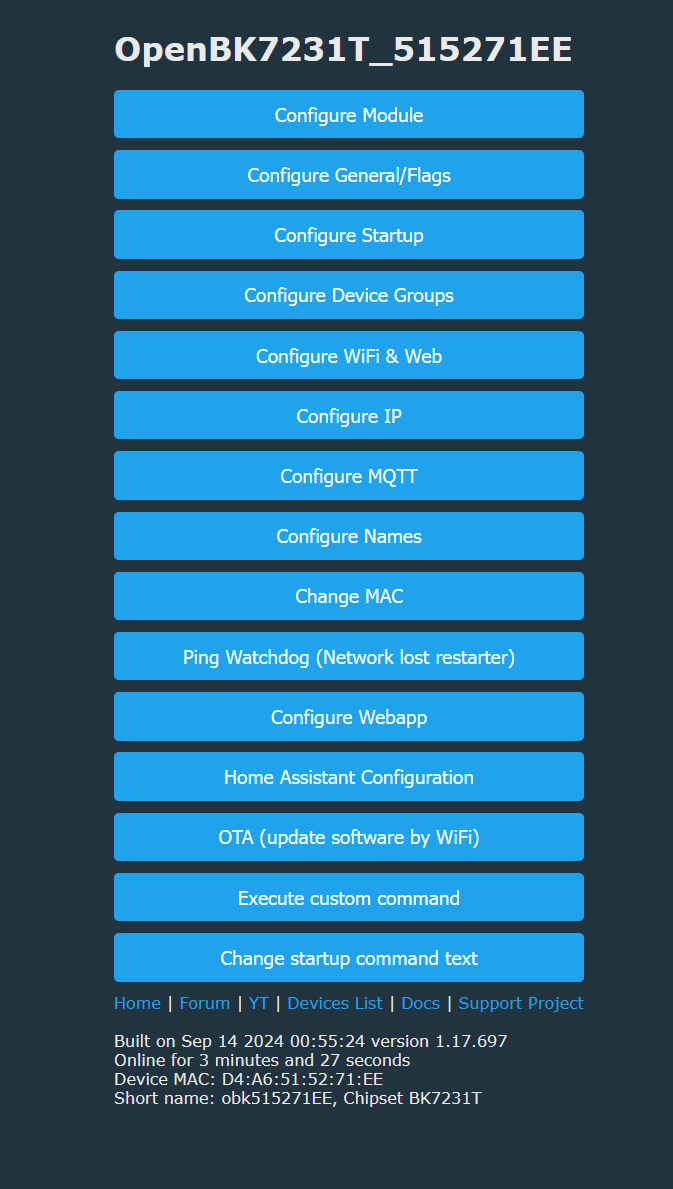 OpenBK7231T_515271EE
Configure Module
Configure General/Flags
Configure Startup
Configure Device Groups
Configure WiFi & Web
Configure IP
Configure MQTT
Configure Names
Change MAC
Ping Watchdog (Network lost restarter)
Configure Webapp
Home Assistant Configuration
OTA (update software by WiFi)
Execute custom command
Change startup command text
Home | Forum | YT | Devices List | Docs | Support Project
Built on Sep 14 2024 00:55:24 version 1.17.697
Online for 3 minutes and 27 seconds
Device MAC: D4:A6:51:52:71:EE
Short name: obk515271EE, Chipset BK7231T